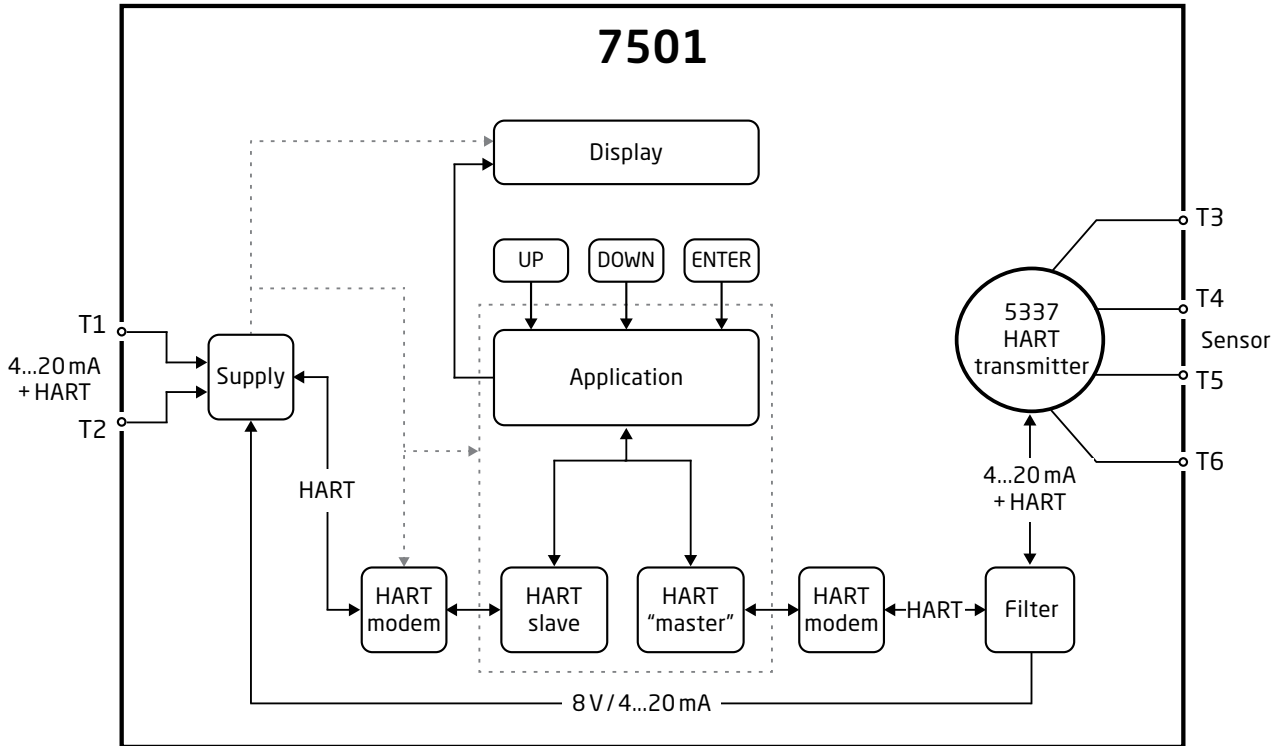 7501
Display
UP
DOWN
ENTER
T1
4...20 mA
+ HART
T2
Supply
Application
5337
HART
transmitter
T3
T4
Sensor
T5
T6
HART
4...20 mA
+ HART
HART
modem
HART
slave
HART
“master”
HART
modem
HART
Filter
8 V / 4...20 mA